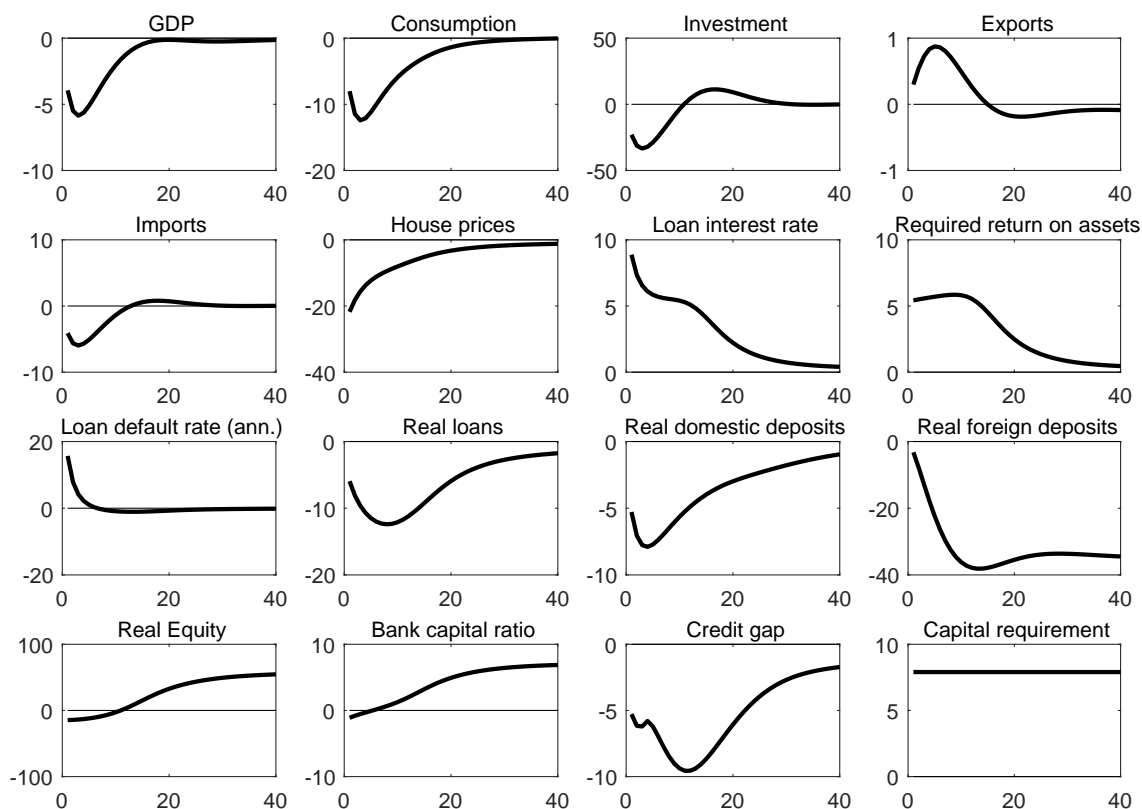 GDP
0
-5
-10
0 20 40
Consumption
0
-10
-20
0 20 40
Investment
50
0
-50
0 20 40
Exports
1
0
-1
0 20 40
Imports
10
0
-10
0 20 40
House prices
0
-20
-40
0 20 40
Loan interest rate
10
5
0
0 20 40
Required return on assets
10
5
0
0 20 40
Loan default rate (ann.)
20
0
-20
0 20 40
Real loans
0
-10
-20
0 20 40
Real domestic deposits
0
-5
-10
0 20 40
Real foreign deposits
0
-20
-40
0 20 40
Real Equity
100
0
-100
0 20 40
Bank capital ratio
10
0
-10
0 20 40
Credit gap
0
-5
-10
0 20 40
Capital requirement
10
5
0
0 20 40